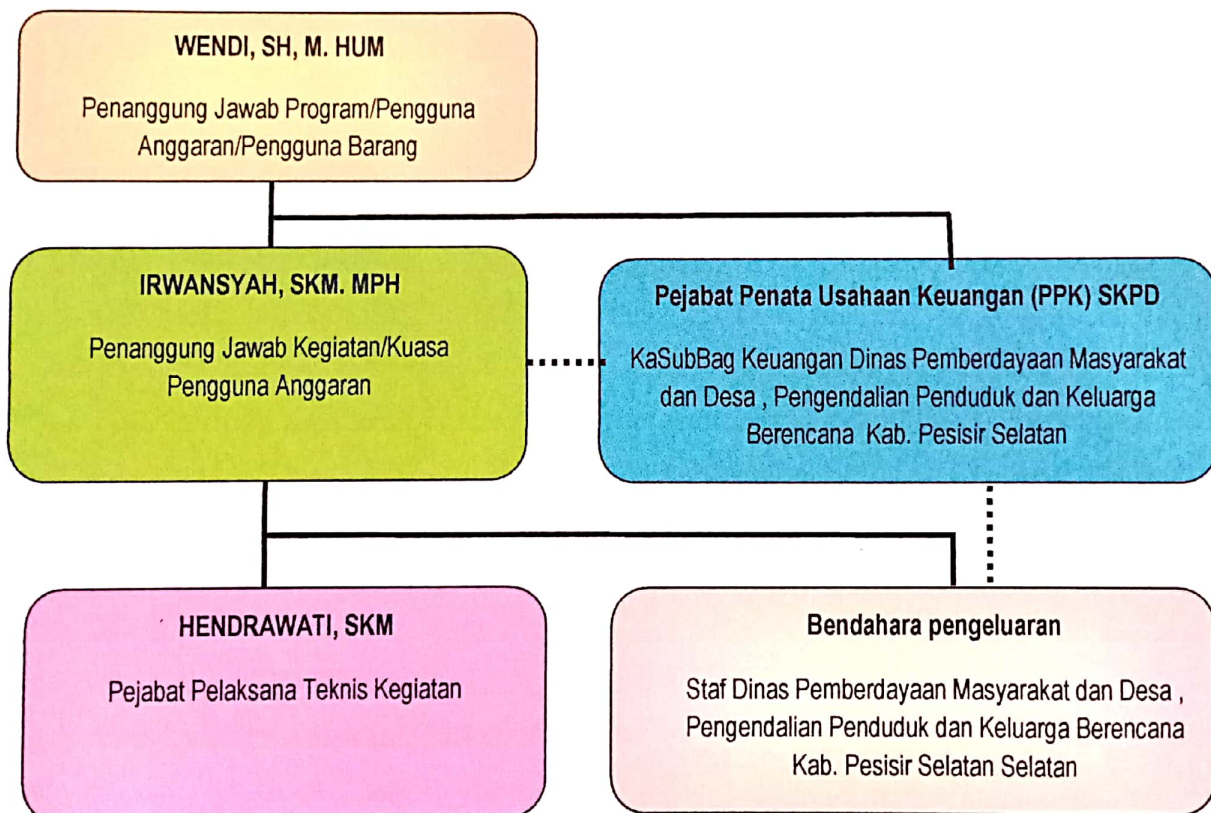 WENDI, SH, M. HUM
Penanggung Jawab Program/Pengguna
Anggaran/Pengguna Barang
IRWANSYAH, SKM. MPH
Penanggung Jawab Kegiatan/Kuasa
Pengguna Anggaran
Pejabat Penata Usahaan Keuangan (PPK) SKPD
KaSubBag Keuangan Dinas Pemberdayaan Masyarakat
dan Desa , Pengendalian Penduduk dan Keluarga
Berencana Kab. Pesisir Selatan
HENDRAWATI, SKM
Pejabat Pelaksana Teknis Kegiatan
Bendahara pengeluaran
Staf Dinas Pemberdayaan Masyarakat dan Desa ,
Pengendalian Penduduk dan Keluarga Berencana
Kab. Pesisir Selatan Selatan